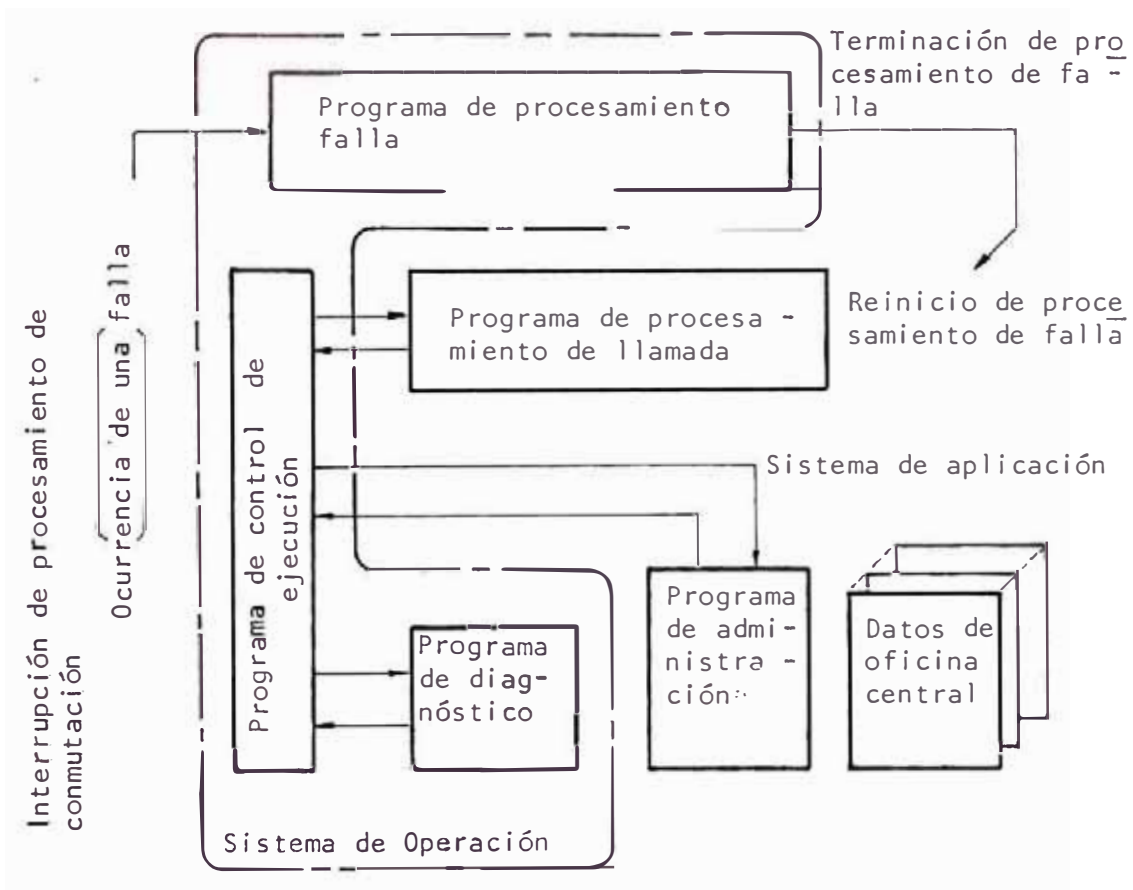 Terminación de pro
cesamiento de fa -
lla
Programa de procesamiento
falla
Interrupción de procesamiento de
conmutación
Ocurrencia de una falla
Programa de control de
ejecución
Programa de procesa -
miento de llamada
Reinicio de proce
samiento de falla
Sistema de aplicación
Programa
de admi-
nistra -
ción
Datos de
oficina
central
Programa
de diag-
nóstico
Sistema de Operación